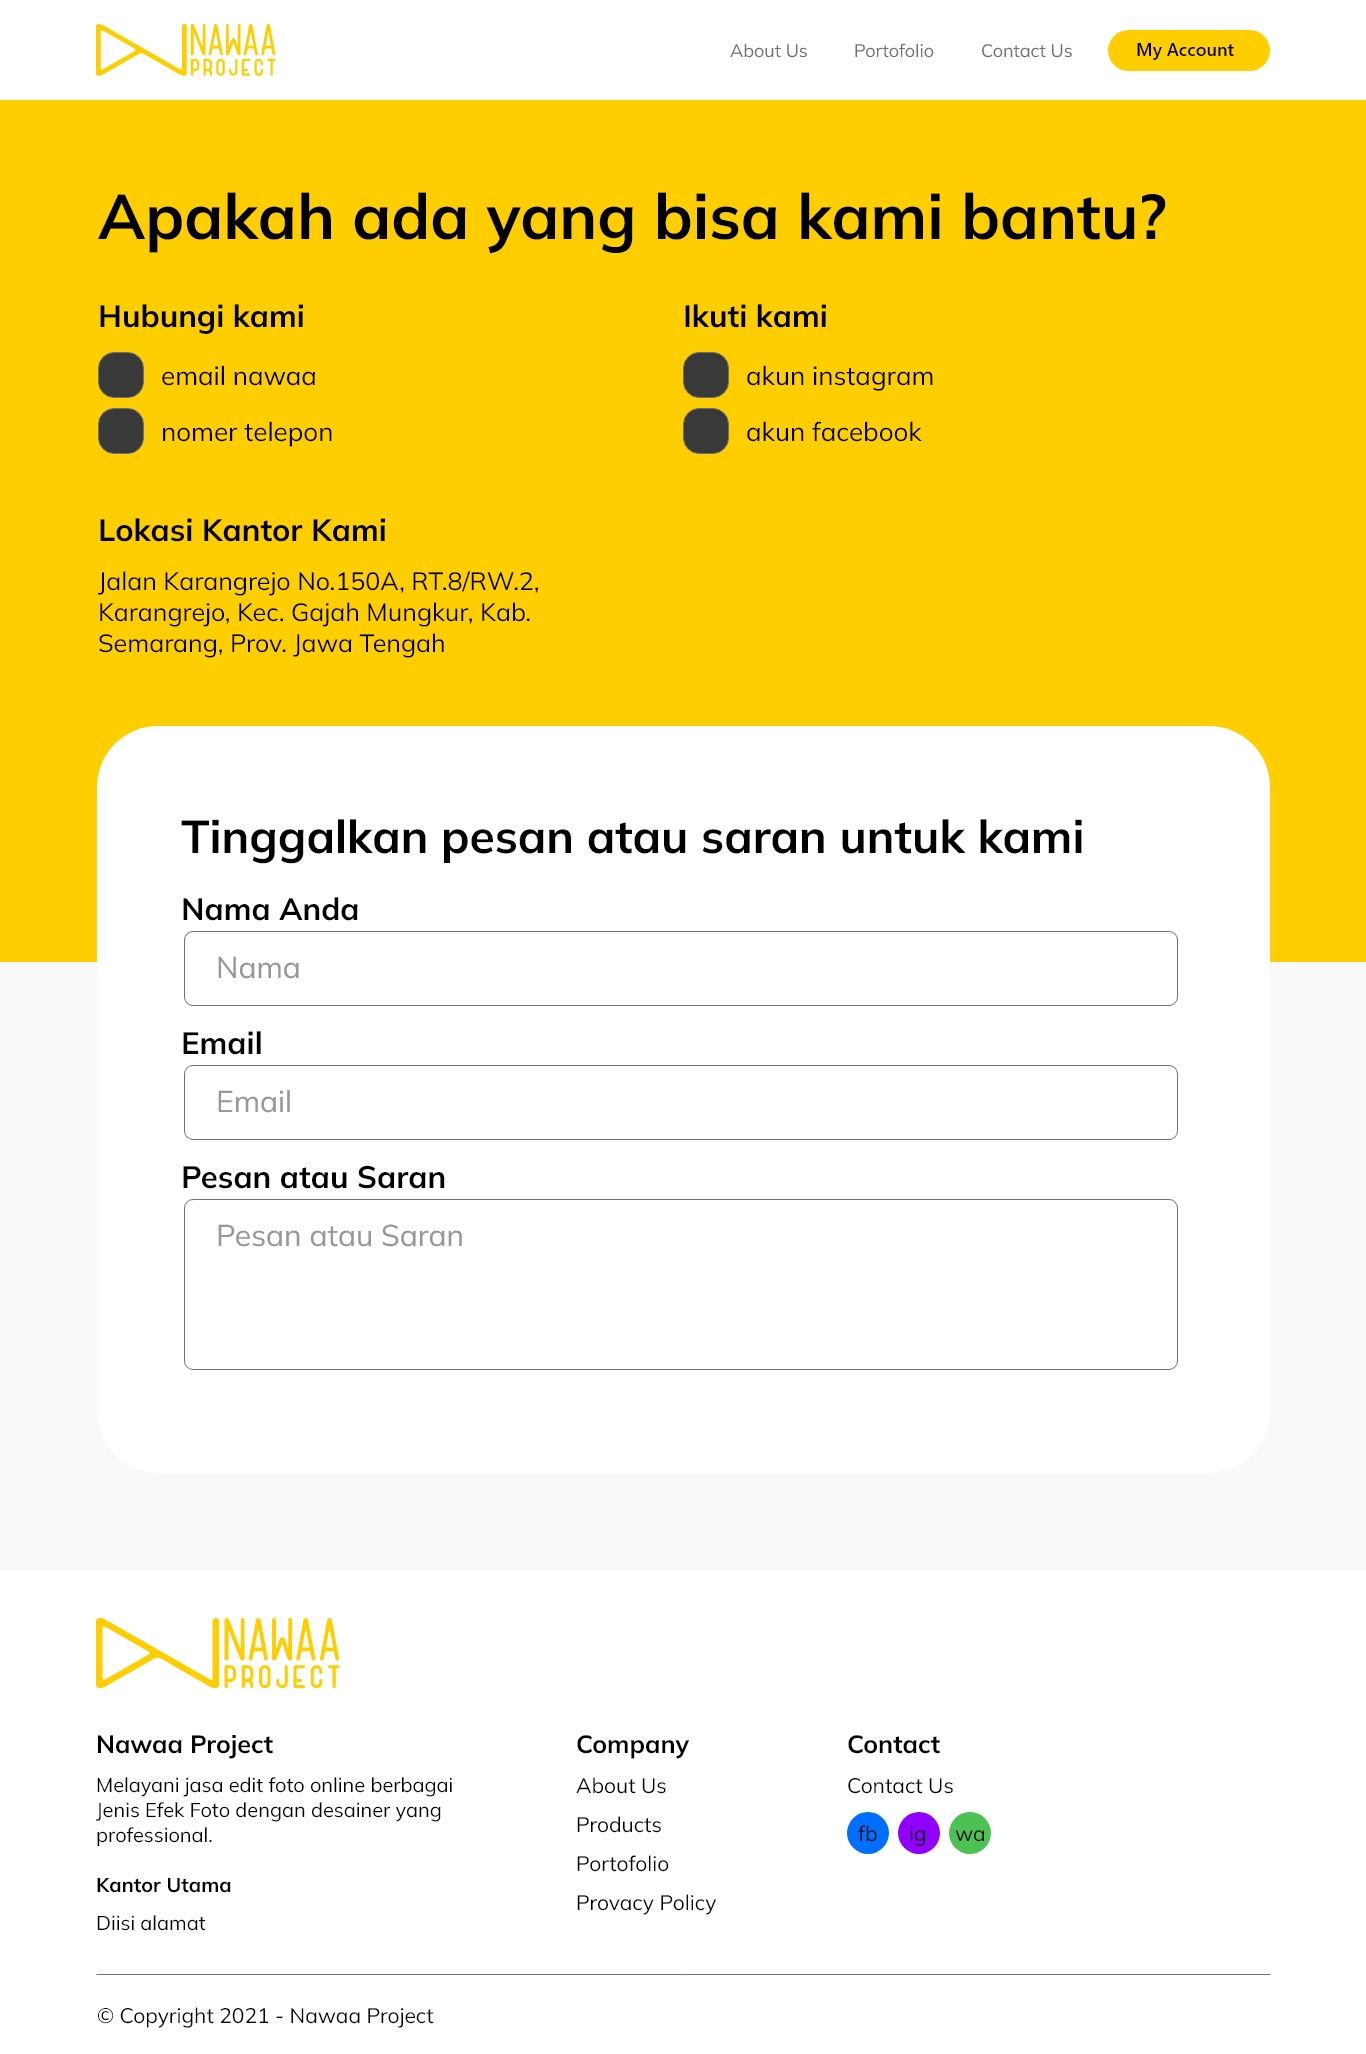 NAWAA
PROJECT
About Us
Portofolio
Contact Us
My Account
Apakah ada yang bisa kami bantu?
Hubungi kami
email nawaa
nomer telepon
Ikuti kami
akun instagram
akun facebook
Lokasi Kantor Kami
Jalan Karangrejo No.150A, RT.8/RW.2,
Karangrejo, Kec. Gajah Mungkur, Kab.
Semarang, Prov. Jawa Tengah
Tinggalkan pesan atau saran untuk kami
Nama Anda
Nama
Email
Email
Pesan atau Saran
Pesan atau Saran
NAWAA
PROJECT
Nawaa Project
Melayani jasa edit foto online berbagai
Jenis Efek Foto dengan desainer yang
professional.
Kantor Utama
Diisi alamat
Company
About Us
Products
Portofolio
Provacy Policy
Contact
Contact Us
fb
ig
wa
© Copyright 2021 - Nawaa Project